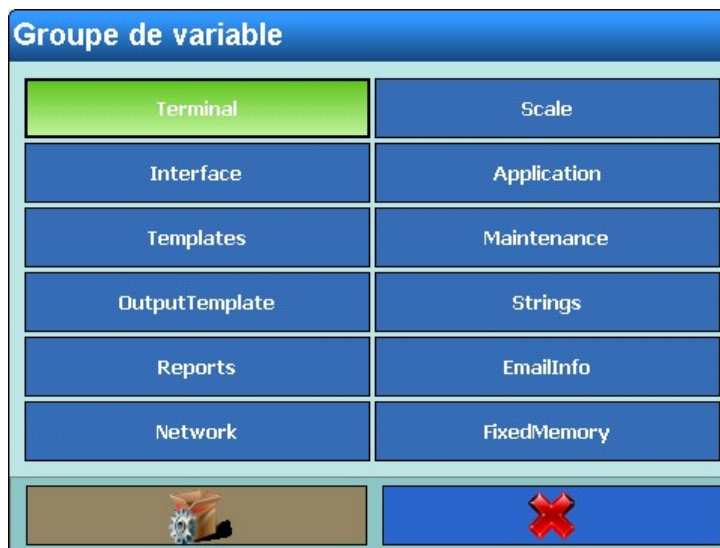 Groupe de variable
Terminal
Scale
Interface
Application
Templates
Maintenance
OutputTemplate
Strings
Reports
EmailInfo
Network
FixedMemory